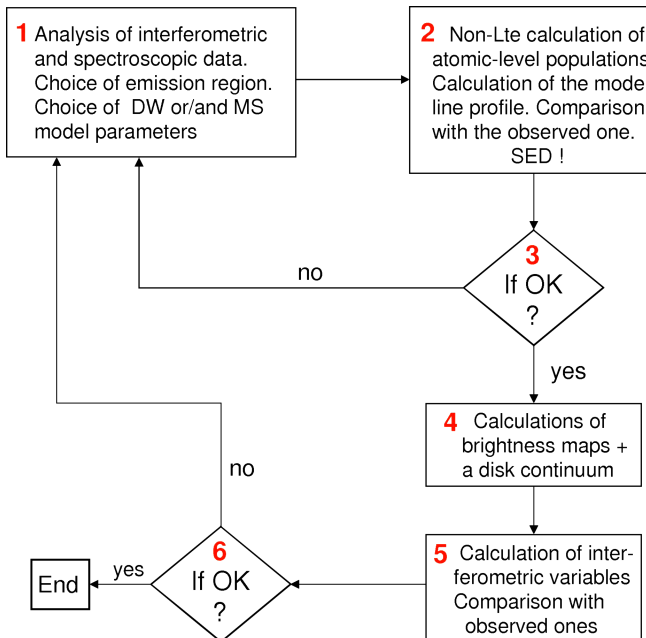 1 Analysis of interferometric
and spectroscopic data.
Choice of emission region.
Choice of DW or/and MS
model parameters
2 Non-Lte calculation of
atomic-level populations
Calculation of the mode
line profile. Comparison
with the observed one.
SED !
3
If OK
?
no
yes
4 Calculations of
brightness maps +
a disk continuum
5 Calculation of inter-
ferometric variables
Comparison with
observed ones
6
If OK
?
no
yes
End